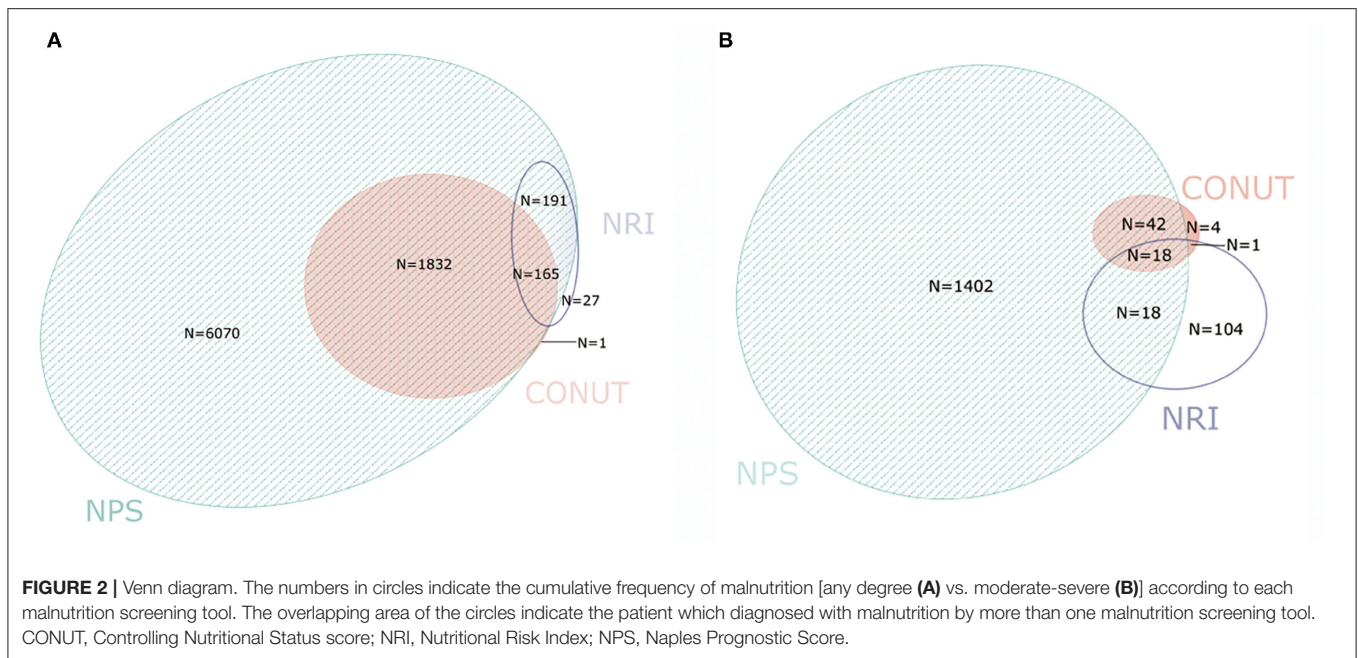 A
N=191
NRI
N=1832
N=165
N=27
N=6070
N=1
CONUT
NPS
B
CONUT
N=42
N=4
N=1
N=18
N=1402
N=18
N=104
NRI
NPS
FIGURE 2 | Venn diagram. The numbers in circles indicate the cumulative frequency of malnutrition [any degree (A) vs. moderate-severe (B)] according to each
malnutrition screening tool. The overlapping area of the circles indicate the patient which diagnosed with malnutrition by more than one malnutrition screening tool.
CONUT, Controlling Nutritional Status score; NRI, Nutritional Risk Index; NPS, Naples Prognostic Score.